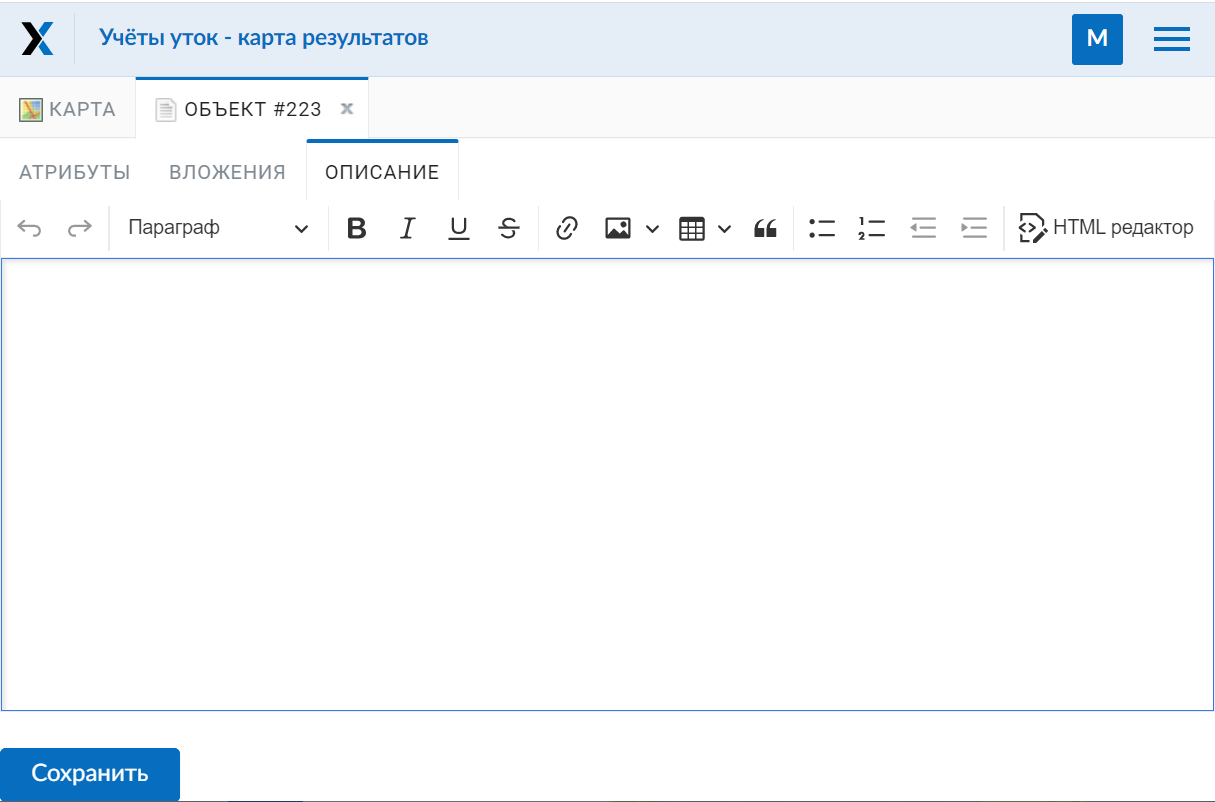 Учёты уток - карта результатов
M
КАРТА
ОБЪЕКТ #223 x
АТРИБУТЫ ВЛОЖЕНИЯ ОПИСАНИЕ
Параграф B I U S HTML редактор
Сохранить